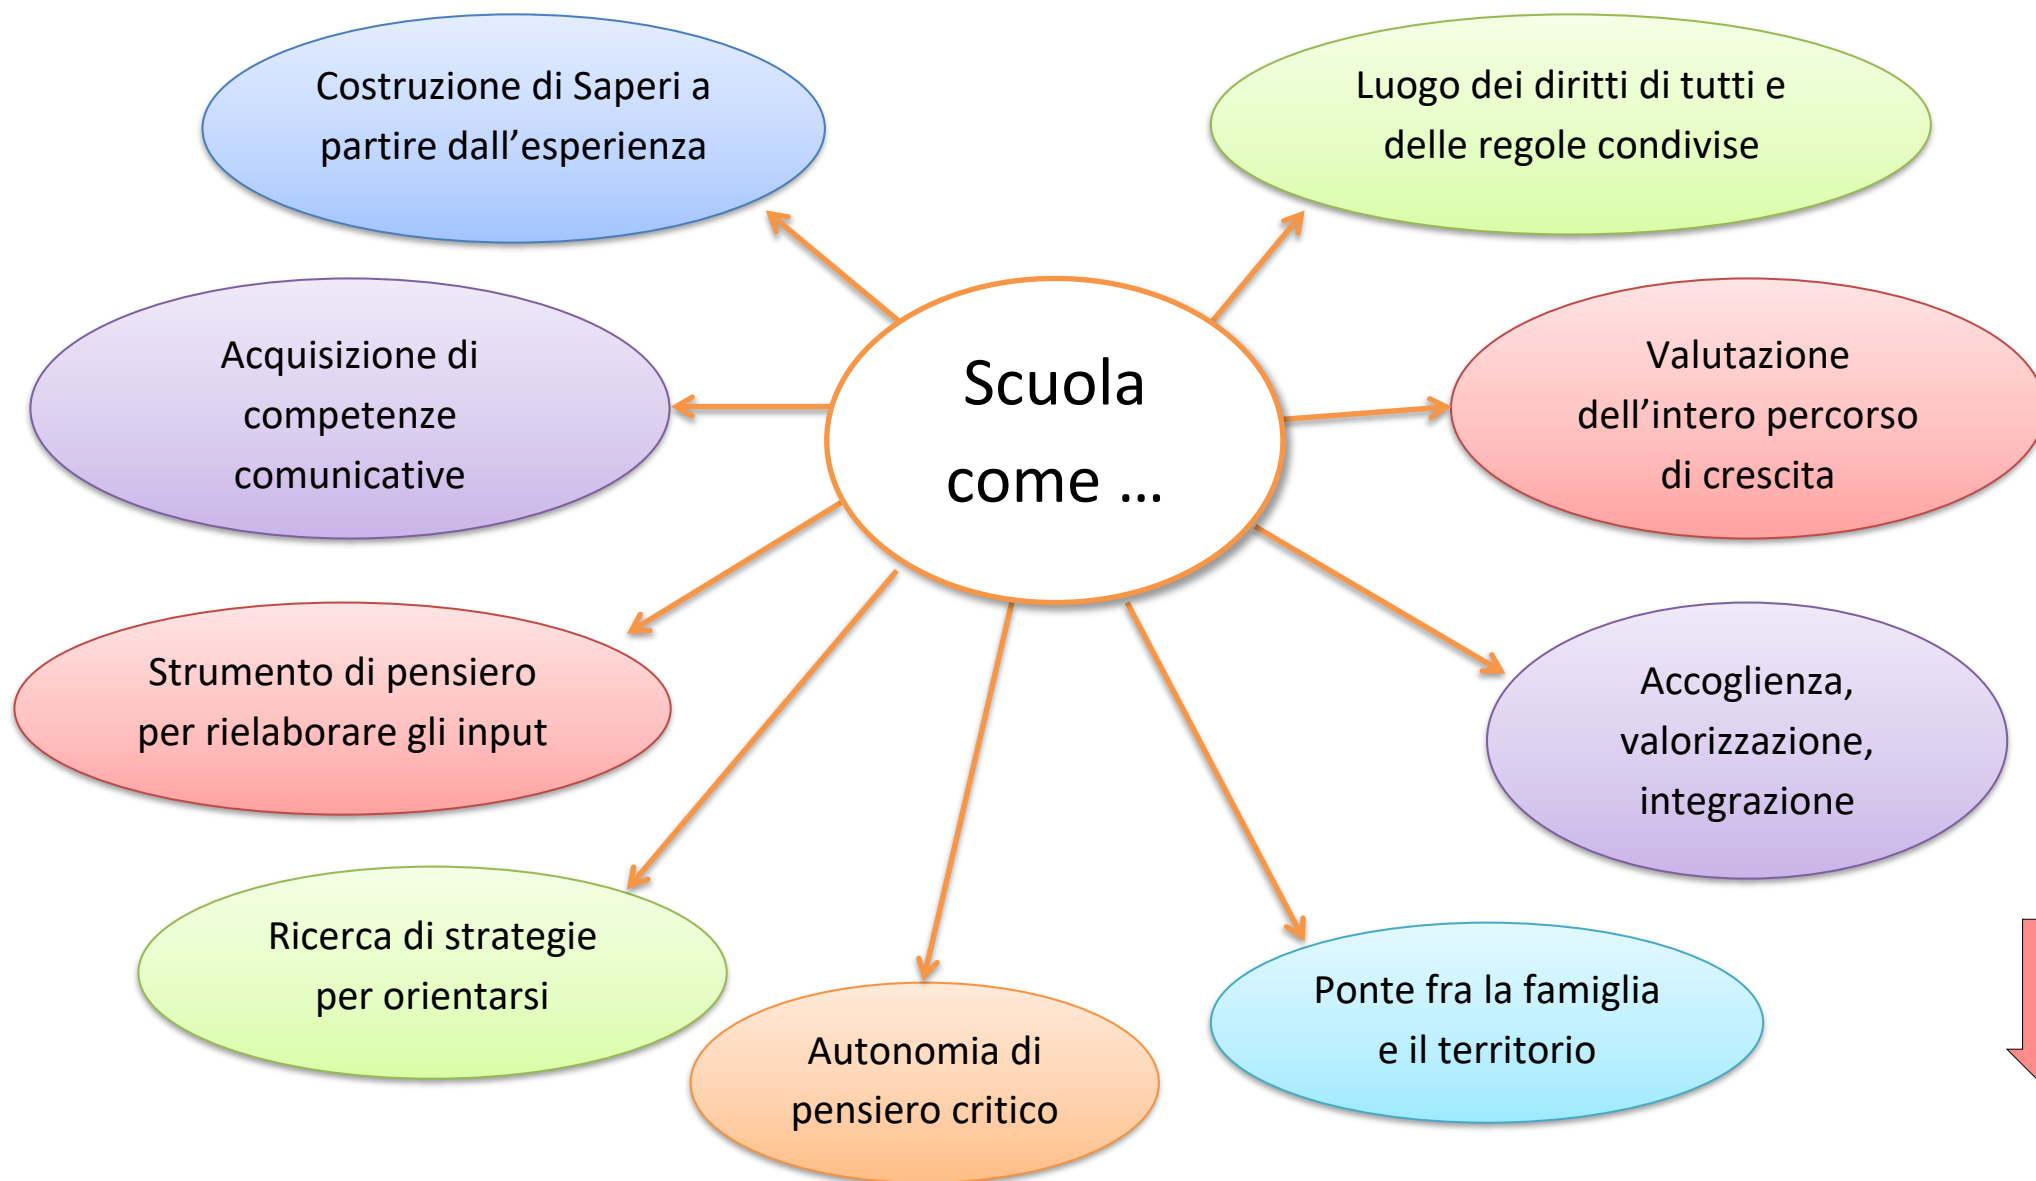 Costruzione di Saperi a
partire dall’esperienza
Luogo dei diritti di tutti e
delle regole condivise
Acquisizione di
competenze
comunicative
Scuola
come …
Valutazione
dell’intero percorso
di crescita
Strumento di pensiero
per rielaborare gli input
Accoglienza,
valorizzazione,
integrazione
Ricerca di strategie
per orientarsi
Autonomia di
pensiero critico
Ponte fra la famiglia
e il territorio